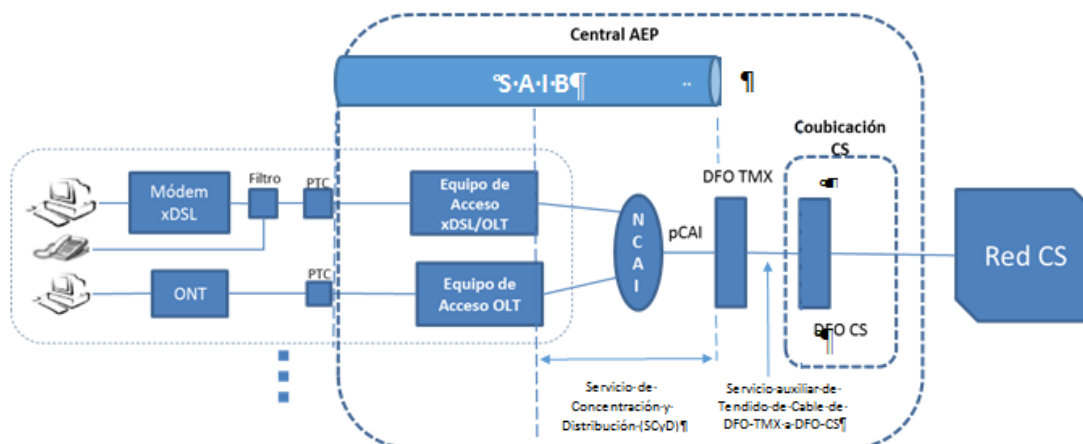 Central AEP
°S·A·I·B¶ ·· ¶
Coubicación
CS
Filtro
PTC
DFO TMX
¶
Módem
xDSL
Equipo de
Acceso
xDSL/OLT
N
C
A
I
pCAI
Red CS
PTC
ONT
Equipo de
Acceso OLT
DFO CS
¶
Servicio·de·
Concentración·y·
Distribución·(SCyD)¶
Servicio·auxiliar·de·
Tendido·de·Cable·de·
DFO·TMX·a·DFO·CS¶